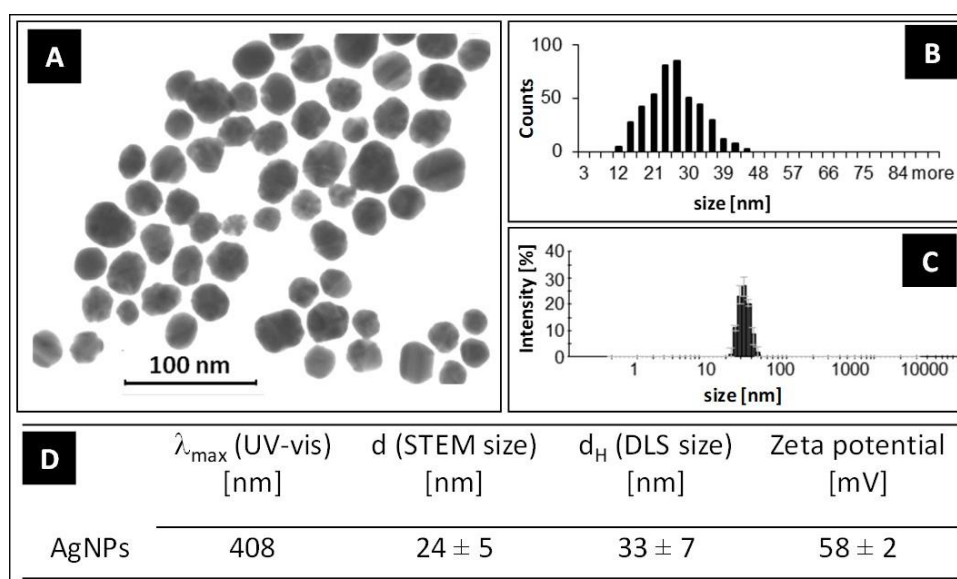 A
100 nm
B
Counts
100
50
0
3 12 21 30 39 48 57 66 75 84 more
size [nm]
C
Intensity [%]
40
30
20
10
0
1 10 100 1000 10000
size [nm]
D
λmax (UV-vis) d (STEM size) dH (DLS size) Zeta potential
[nm] [nm] [nm] [mV]
AgNPs 408 24 ± 5 33 ± 7 58 ± 2